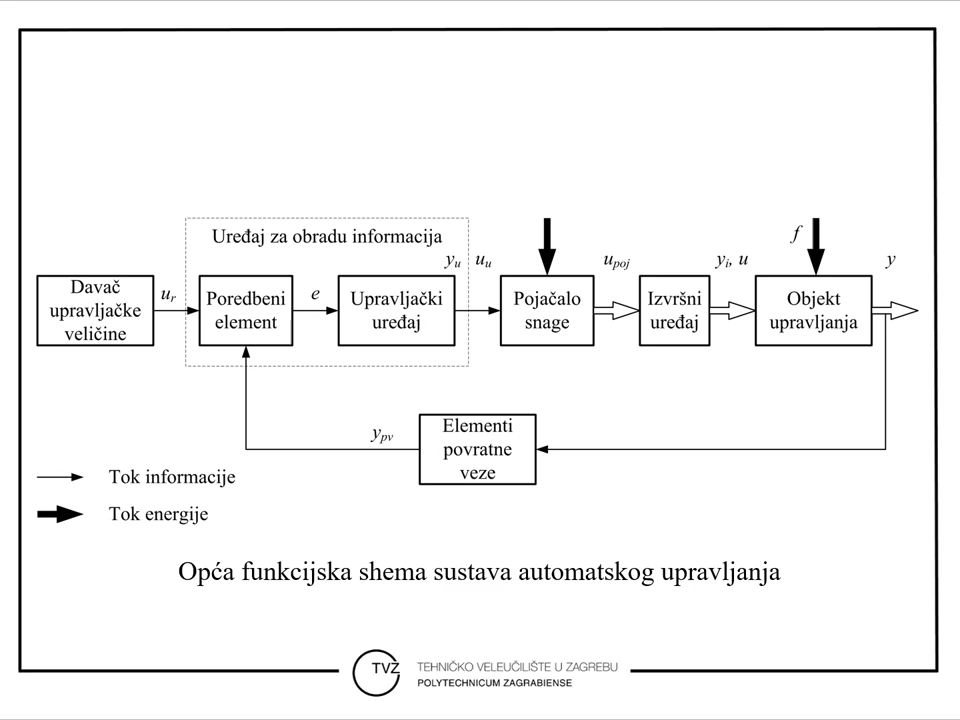 Uređaj za obradu informacija
Davač
upravljačke
veličine
u_r
Poredbeni
element
e
Upravljački
uređaj
y_u
u_u
Pojačalo
snage
u_poj
Izvršni
uređaj
y_i, u
f
Objekt
upravljanja
y
Elementi
povratne
veze
y_pv
Tok informacije
Tok energije
Opća funkcijska shema sustava automatskog upravljanja
TVZ
TEHNIČKO VELEUČILIŠTE U ZAGREBU
POLYTECHNICUM ZAGRABIENSE